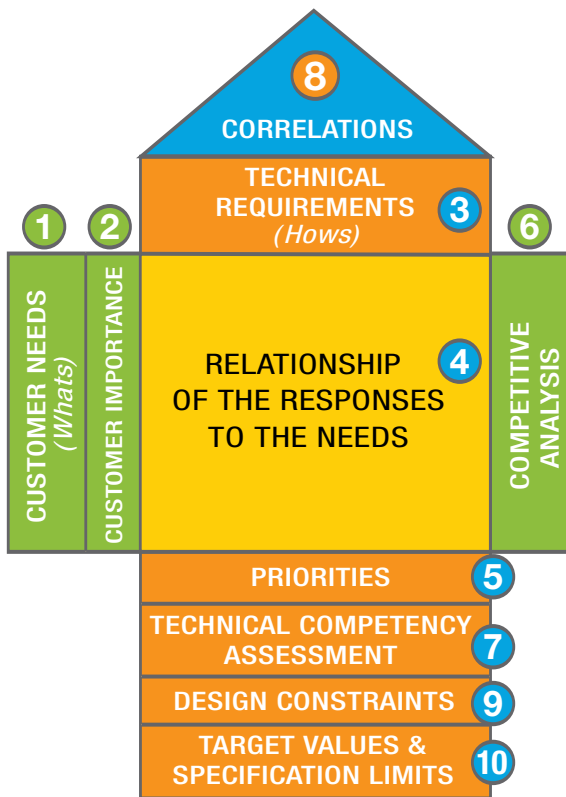 8
CORRELATIONS
TECHNICAL
REQUIREMENTS
(Hows)
3
1
2
6
CUSTOMER NEEDS
(Whats)
CUSTOMER IMPORTANCE
RELATIONSHIP
OF THE RESPONSES
TO THE NEEDS
4
COMPETITIVE
ANALYSIS
PRIORITIES
5
TECHNICAL COMPETENCY
ASSESSMENT
7
DESIGN CONSTRAINTS
9
TARGET VALUES &
SPECIFICATION LIMITS
10